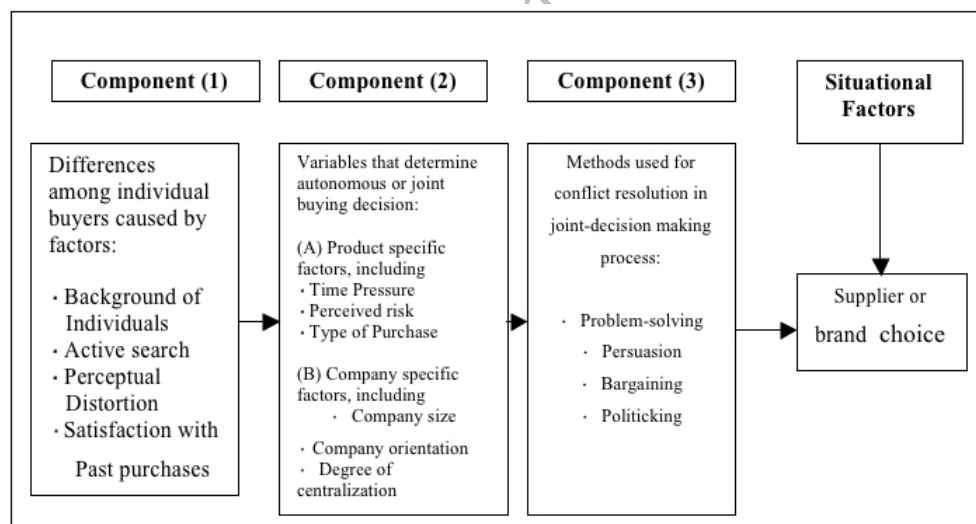 Component (1)
Differences
among individual
buyers caused by
factors:
· Background of
Individuals
· Active search
· Perceptual
Distortion
· Satisfaction with
Past purchases
Component (2)
Variables that determine
autonomous or joint
buying decision:
(A) Product specific
factors, including
· Time Pressure
· Perceived risk
· Type of Purchase
(B) Company specific
factors, including
· Company size
· Company orientation
· Degree of
centralization
Component (3)
Methods used for
conflict resolution in
joint-decision making
process:
· Problem-solving
· Persuasion
· Bargaining
· Politicking
Situational
Factors
Supplier or
brand choice